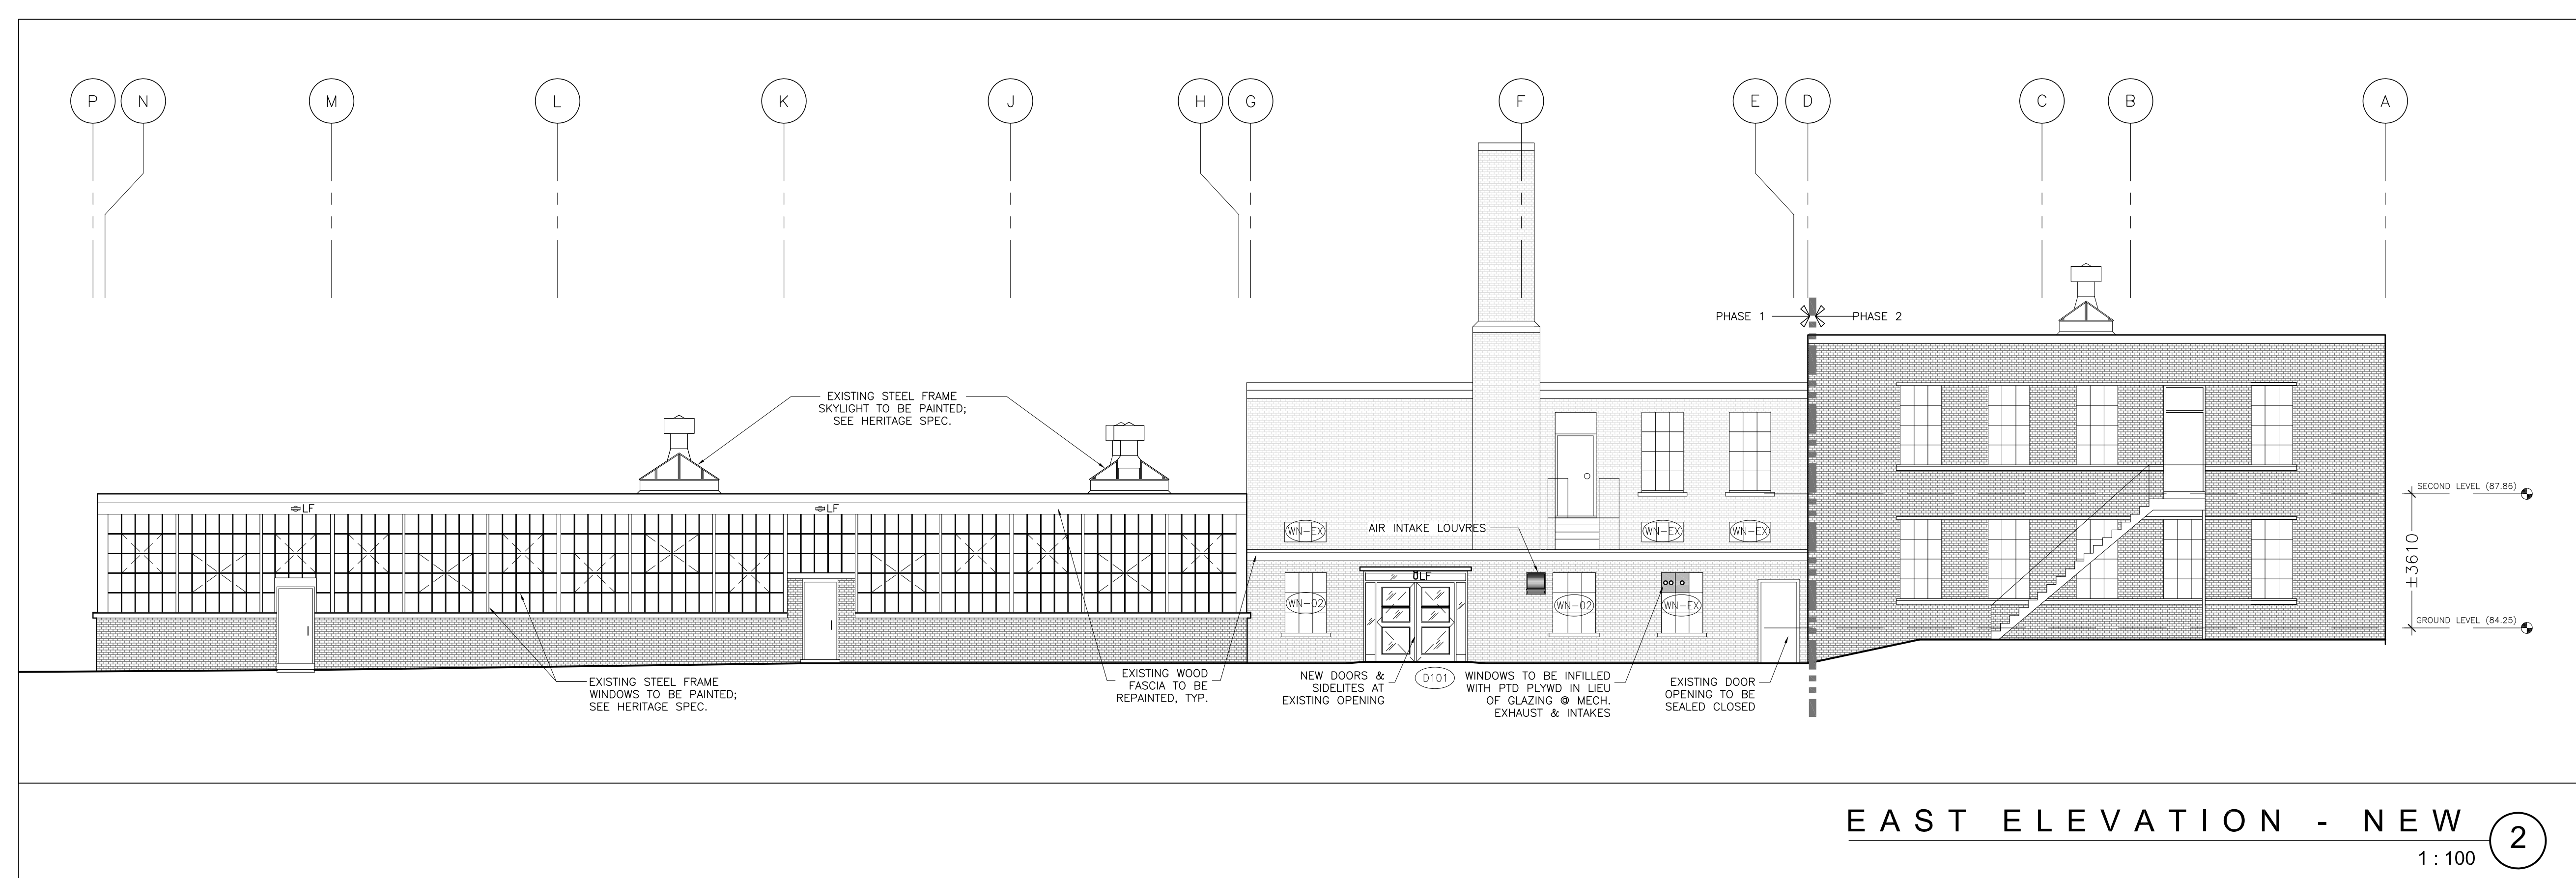 P N M L K J H G F E D C B A
PHASE 1 PHASE 2
EXISTING STEEL FRAME
SKYLIGHT TO BE PAINTED;
SEE HERITAGE SPEC.
SECOND LEVEL (87.86)
LF LF
AIR INTAKE LOUVRES
WN-EX WN-EX WN-EX
±3610
LF
WN-02 WN-02 WN-EX
GROUND LEVEL (84.25)
EXISTING STEEL FRAME
WINDOWS TO BE PAINTED;
SEE HERITAGE SPEC.
EXISTING WOOD
FASCIA TO BE
REPAINTED, TYP.
NEW DOORS &
SIDELITES AT
EXISTING OPENING
D101
WINDOWS TO BE INFILLED
WITH PTD PLYWD IN LIEU
OF GLAZING @ MECH.
EXHAUST & INTAKES
EXISTING DOOR
OPENING TO BE
SEALED CLOSED
EAST ELEVATION - NEW
2
1 : 100